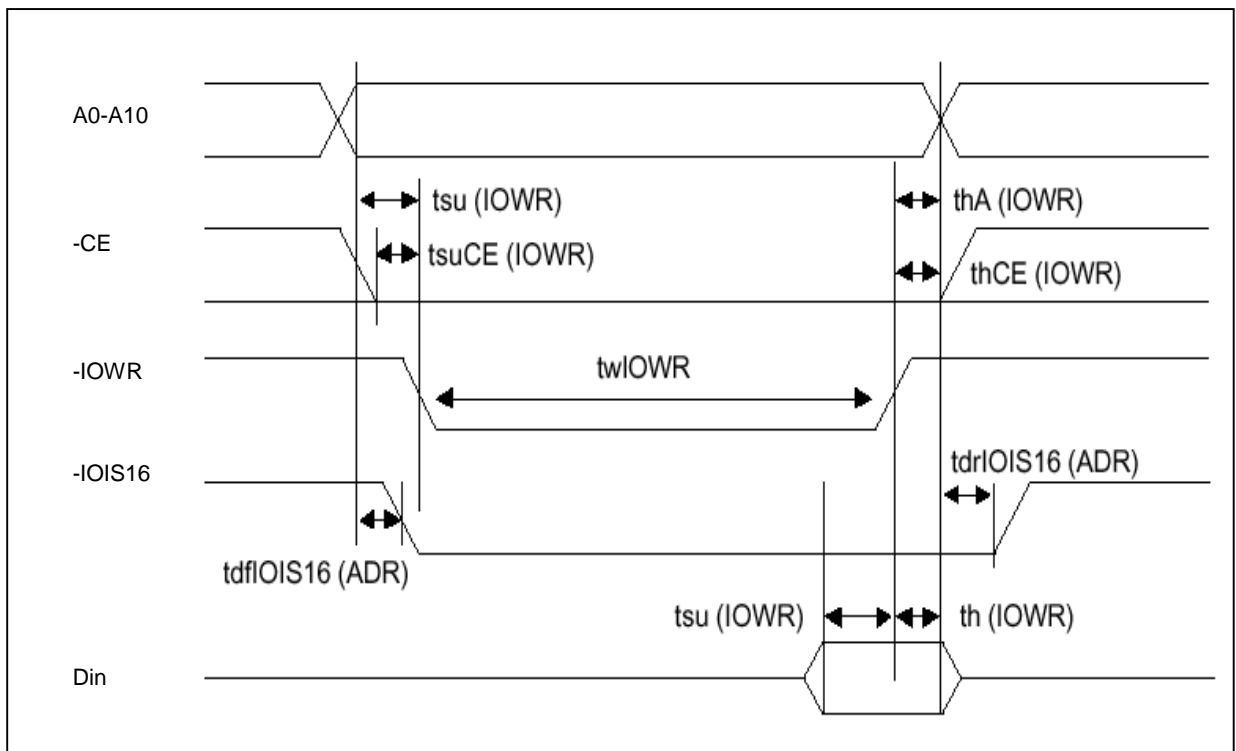 A0-A10
tsu (IOWR)
thA (IOWR)
-CE
tsuCE (IOWR)
thCE (IOWR)
-IOWR
twIOWR
-IOIS16
tdrIOIS16 (ADR)
tdfIOIS16 (ADR)
tsu (IOWR)
th (IOWR)
Din